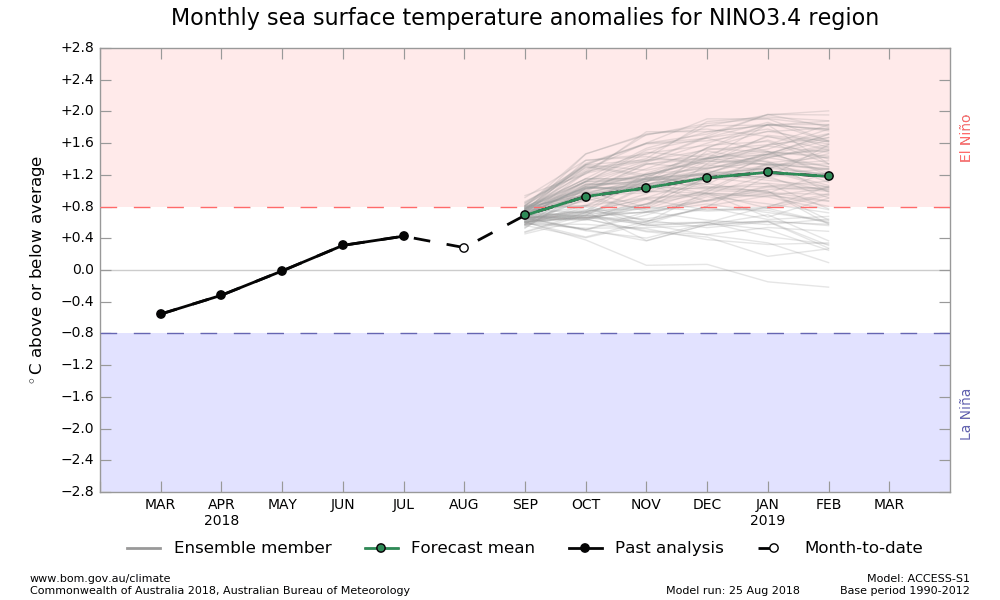 Monthly sea surface temperature anomalies for NINO3.4 region
°C above or below average
+2.8
+2.4
+2.0
+1.6
+1.2
+0.8
+0.4
0.0
−0.4
−0.8
−1.2
−1.6
−2.0
−2.4
−2.8
El Niño
La Niña
MAR APR MAY JUN JUL AUG SEP OCT NOV DEC JAN FEB MAR
2018 2019
Ensemble member Forecast mean Past analysis Month-to-date
www.bom.gov.au/climate Model: ACCESS-S1
Commonwealth of Australia 2018, Australian Bureau of Meteorology Model run: 25 Aug 2018 Base period 1990-2012